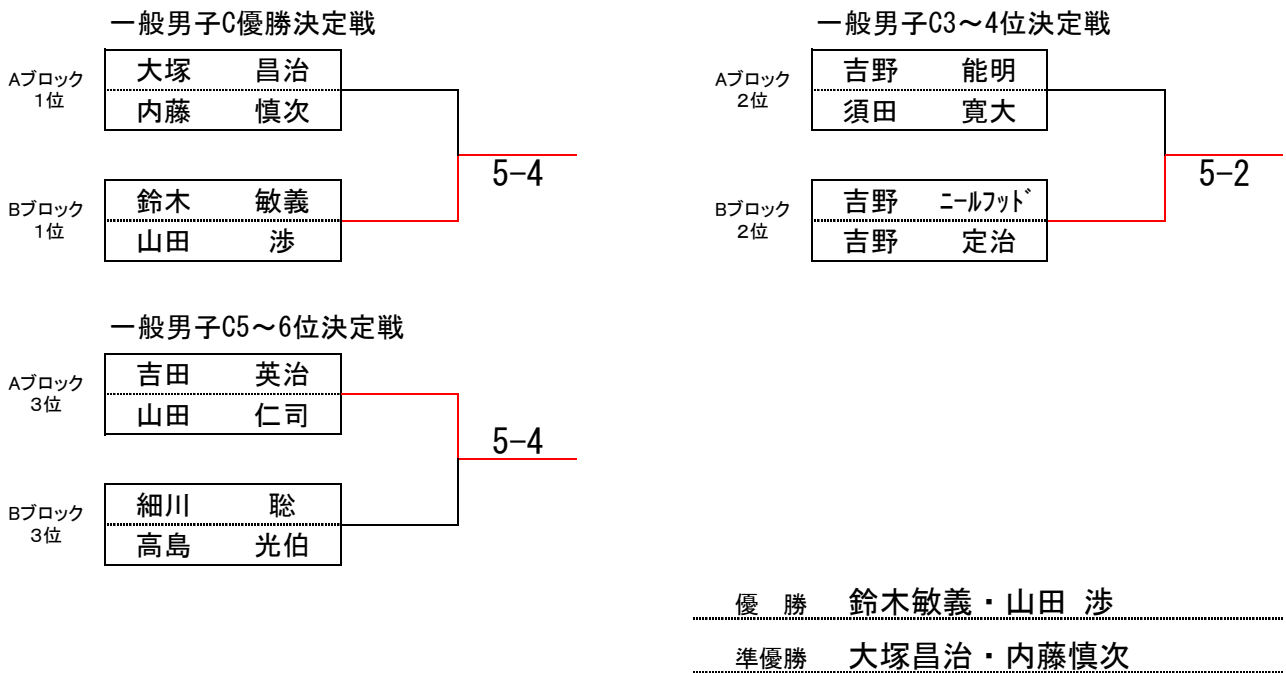 一般男子C優勝決定戦
Aブロック
1位
大塚 昌治
内藤 慎次
5-4
Bブロック
1位
鈴木 敏義
山田 渉
一般男子C3～4位決定戦
Aブロック
2位
吉野 能明
須田 寛大
5-2
Bブロック
2位
吉野 ﾆｰﾙﾌｯﾄﾞ
吉野 定治
一般男子C5～6位決定戦
Aブロック
3位
吉田 英治
山田 仁司
5-4
Bブロック
3位
細川 聡
高島 光伯
優 勝 鈴木敏義・山田 渉
準優勝 大塚昌治・内藤慎次